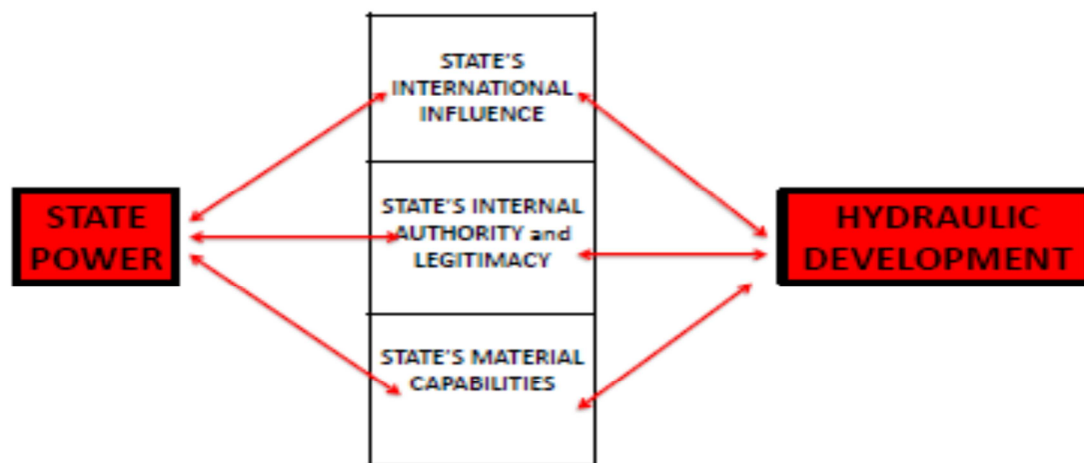 STATE'S
INTERNATIONAL
INFLUENCE
STATE
POWER
STATE'S INTERNAL
AUTHORITY and
LEGITIMACY
HYDRAULIC
DEVELOPMENT
STATE'S MATERIAL
CAPABILITIES